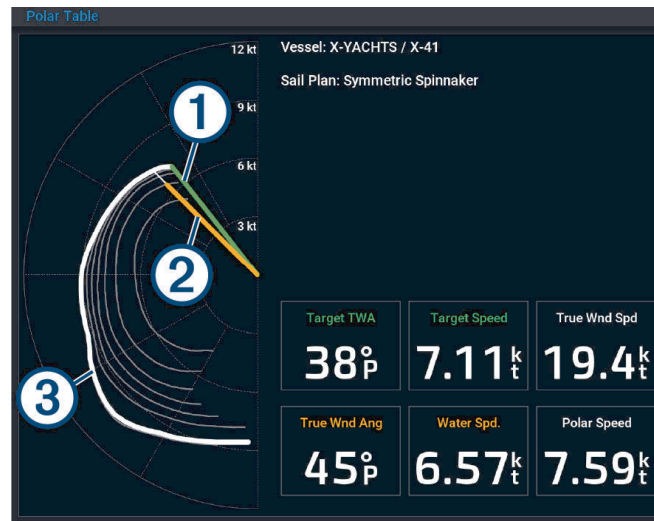 Polar Table
12 kt
9 kt
6 kt
3 kt
1
2
3
Vessel: X-YACHTS / X-41
Sail Plan: Symmetric Spinnaker
Target TWA
38°P
Target Speed
7.11kt
True Wnd Spd
19.4kt
True Wnd Ang
45°P
Water Spd.
6.57kt
Polar Speed
7.59kt